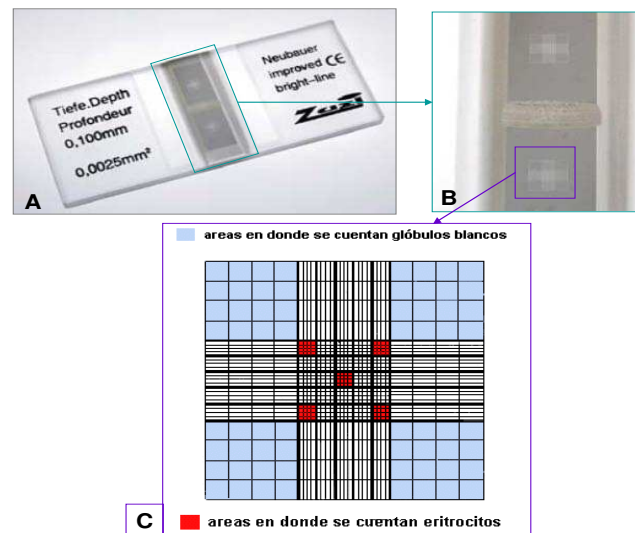 Tiefe.Depth
Profondeur
0,100mm
0,0025mm²
Neubauer
improved CE
bright-line
Zuzi
A
B
areas en donde se cuentan glóbulos blancos
C
areas en donde se cuentan eritrocitos